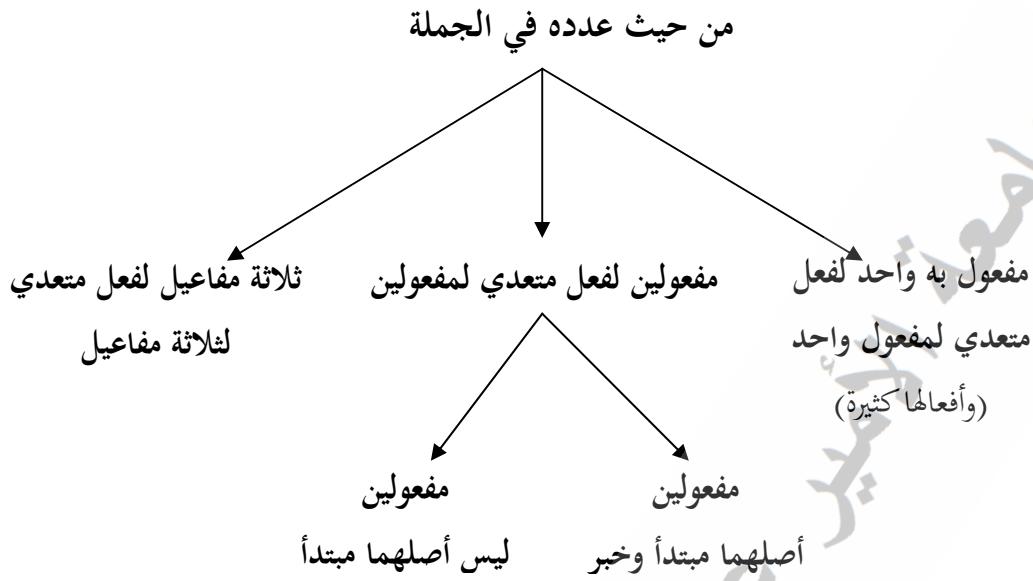 من حيث عدده في الجملة
مفعول به واحد لفعل
متعدي لمفعول واحد
(وأفعالها كثيرة)
مفعولين لفعل متعدي لمفعولين
ثلاثة مفاعيل لفعل متعدي
لثلاثة مفاعيل
مفعولين
أصلهما مبتدأ وخبر
مفعولين
ليس أصلهما مبتدأ